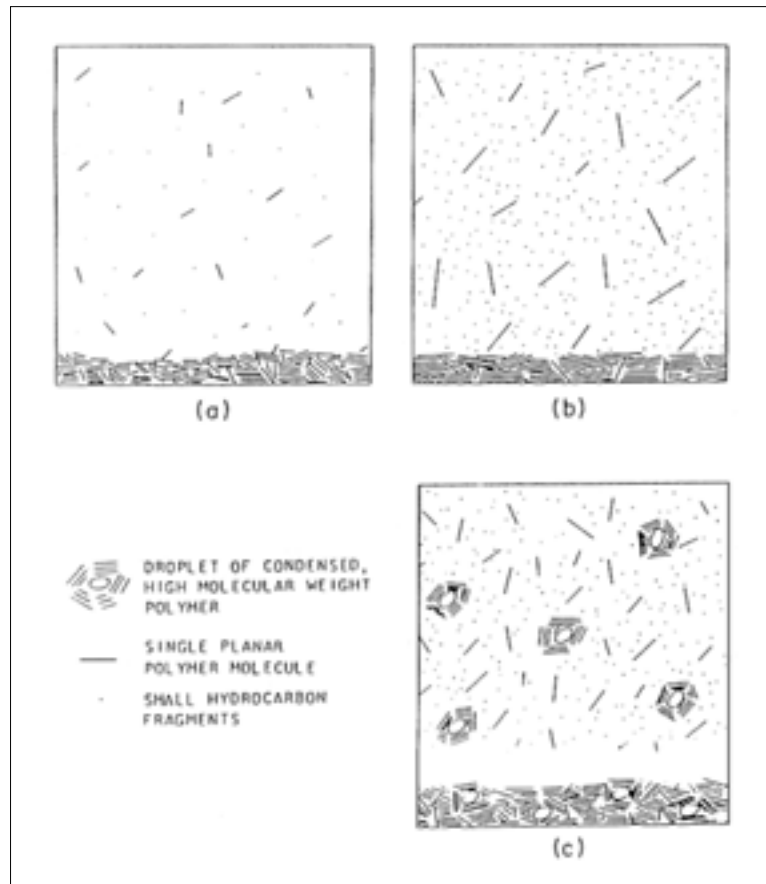 (a)
(b)
DROPLET OF CONDENSED,
HIGH MOLECULAR WEIGHT
POLYMER
SINGLE PLANAR
POLYMER MOLECULE
SMALL HYDROCARBON
FRAGMENTS
(c)